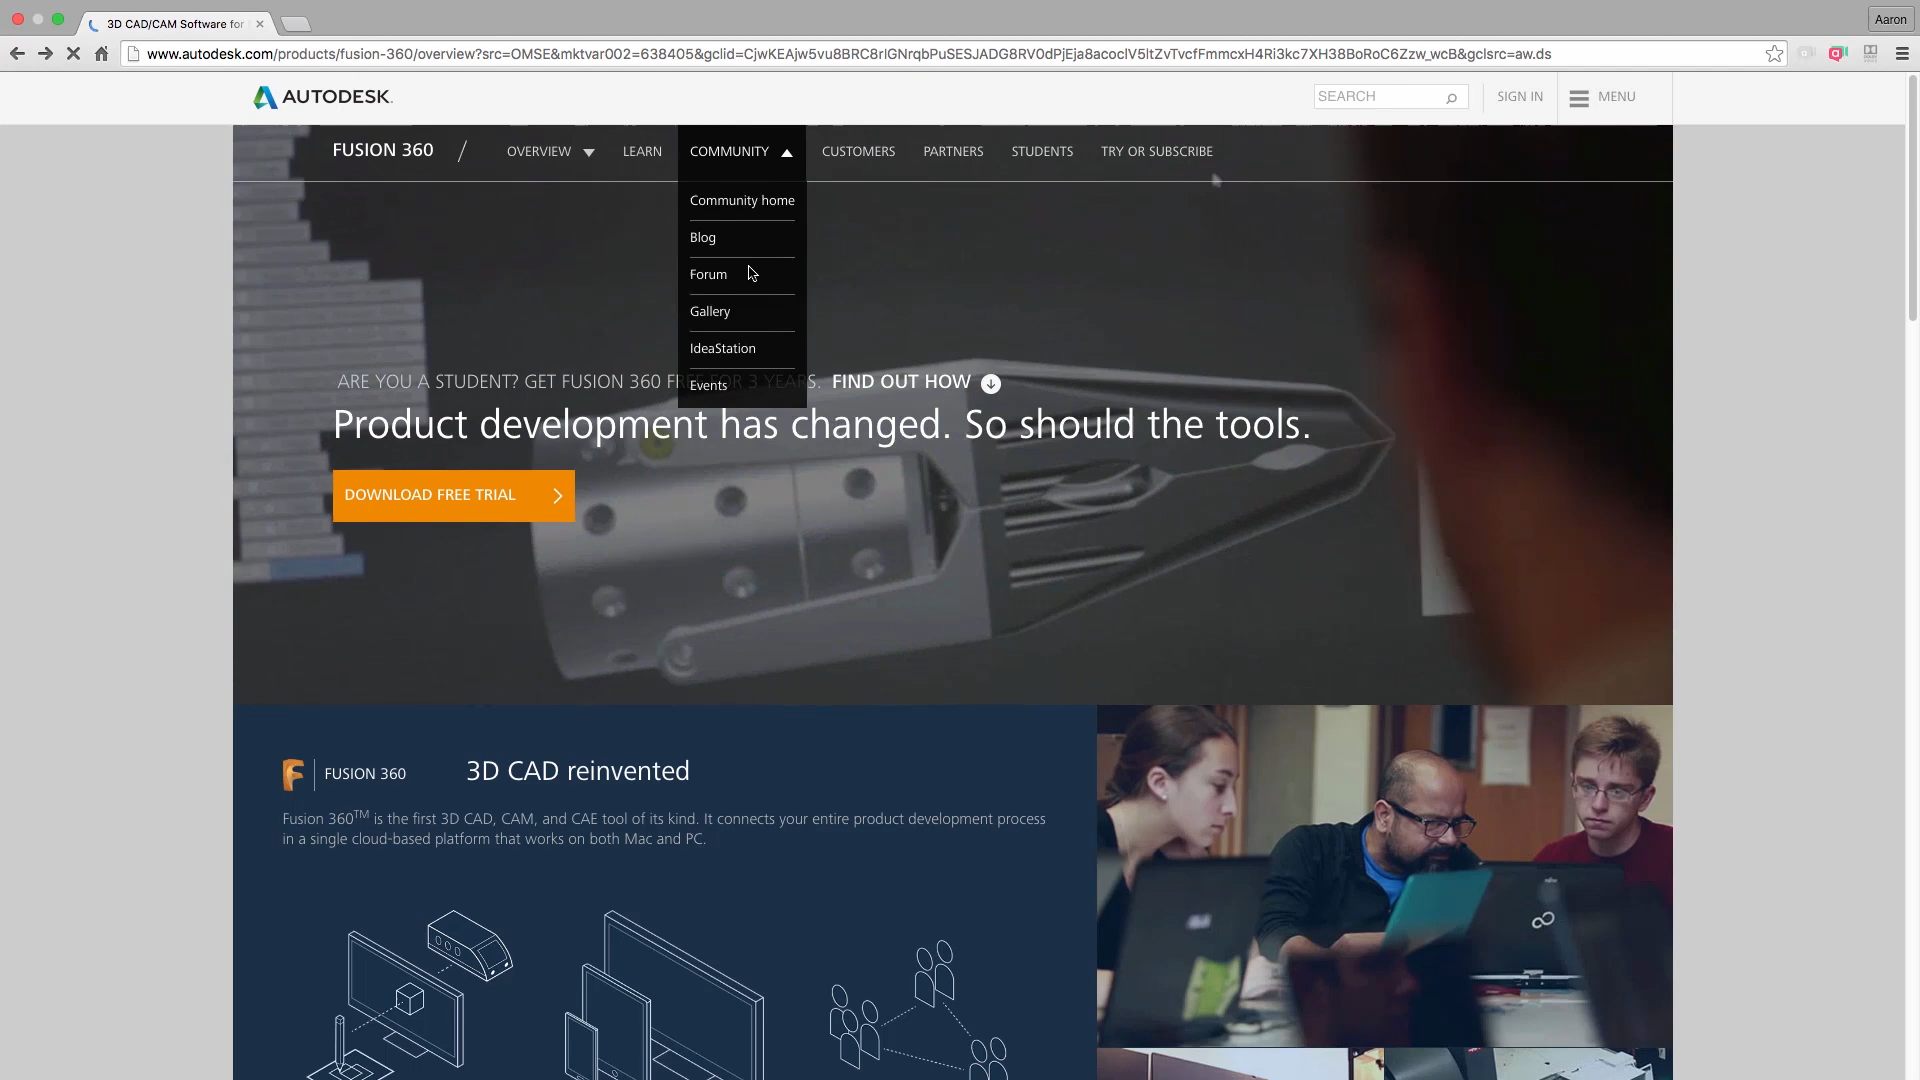 3D CAD/CAM Software for
Aaron
www.autodesk.com/products/fusion-360/overview?src=OMSE&mktvar002=638405&gclid=CjwKEAjw5vu8BRC8rIGNrqbPuSESJADG8RV0dPjEja8acoclV5ltZvTvcfFmmcxH4Ri3kc7XH38BoRoC6Zzw_wcB&gclsrc=aw.ds
AUTODESK.
SEARCH
SIGN IN
MENU
FUSION 360 / OVERVIEW LEARN COMMUNITY CUSTOMERS PARTNERS STUDENTS TRY OR SUBSCRIBE
Community home
Blog
Forum
Gallery
IdeaStation
Events
ARE YOU A STUDENT? GET FUSION 360 FREE FOR 3 YEARS. FIND OUT HOW
Product development has changed. So should the tools.
DOWNLOAD FREE TRIAL
FUSION 360
3D CAD reinvented
Fusion 360TM is the first 3D CAD, CAM, and CAE tool of its kind. It connects your entire product development process
in a single cloud-based platform that works on both Mac and PC.